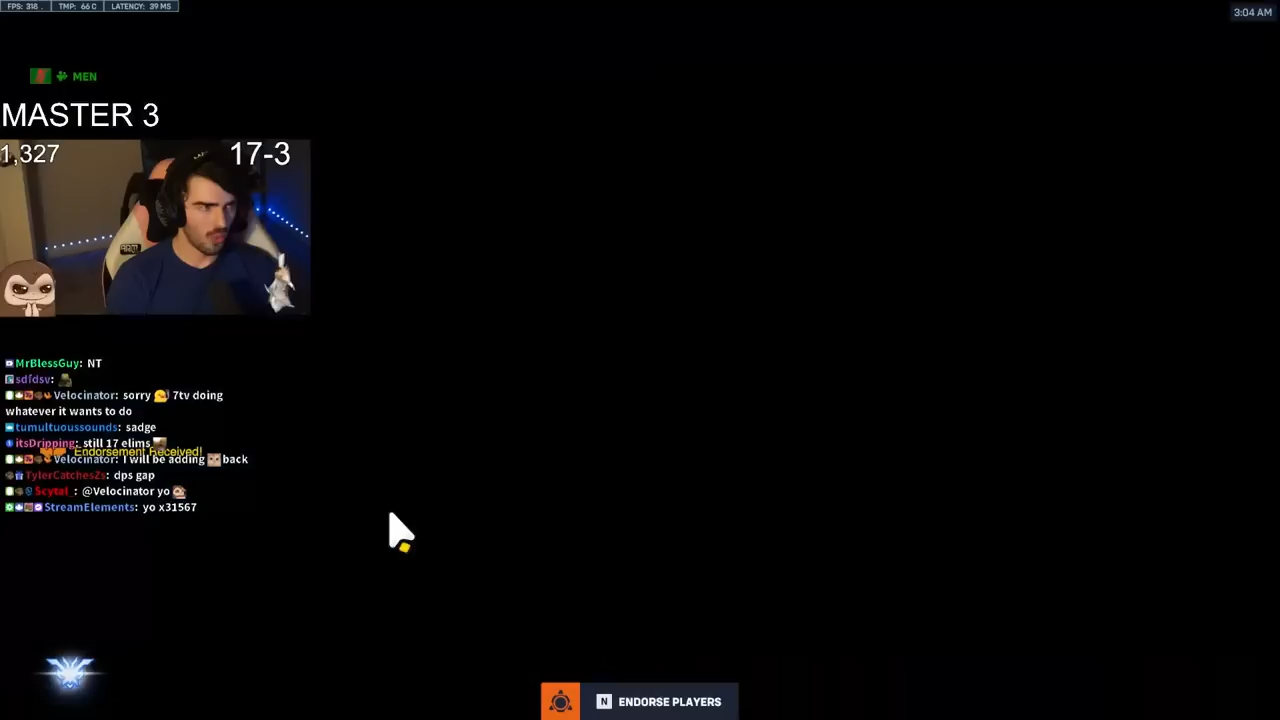 FPS: 318 . TMP: 66 C LATENCY: 39 MS
3:04 AM
MEN
MASTER 3
1,327 17-3
MrBlessGuy: NT
sdfdsv:
Velocinator: sorry 7tv doing
whatever it wants to do
tumultuoussounds: sadge
itsDripping: still 17 elims
Endorsement Received!
Velocinator: I will be adding back
TylerCatchesZs: dps gap
Scytal_: @Velocinator yo
StreamElements: yo x31567
N ENDORSE PLAYERS